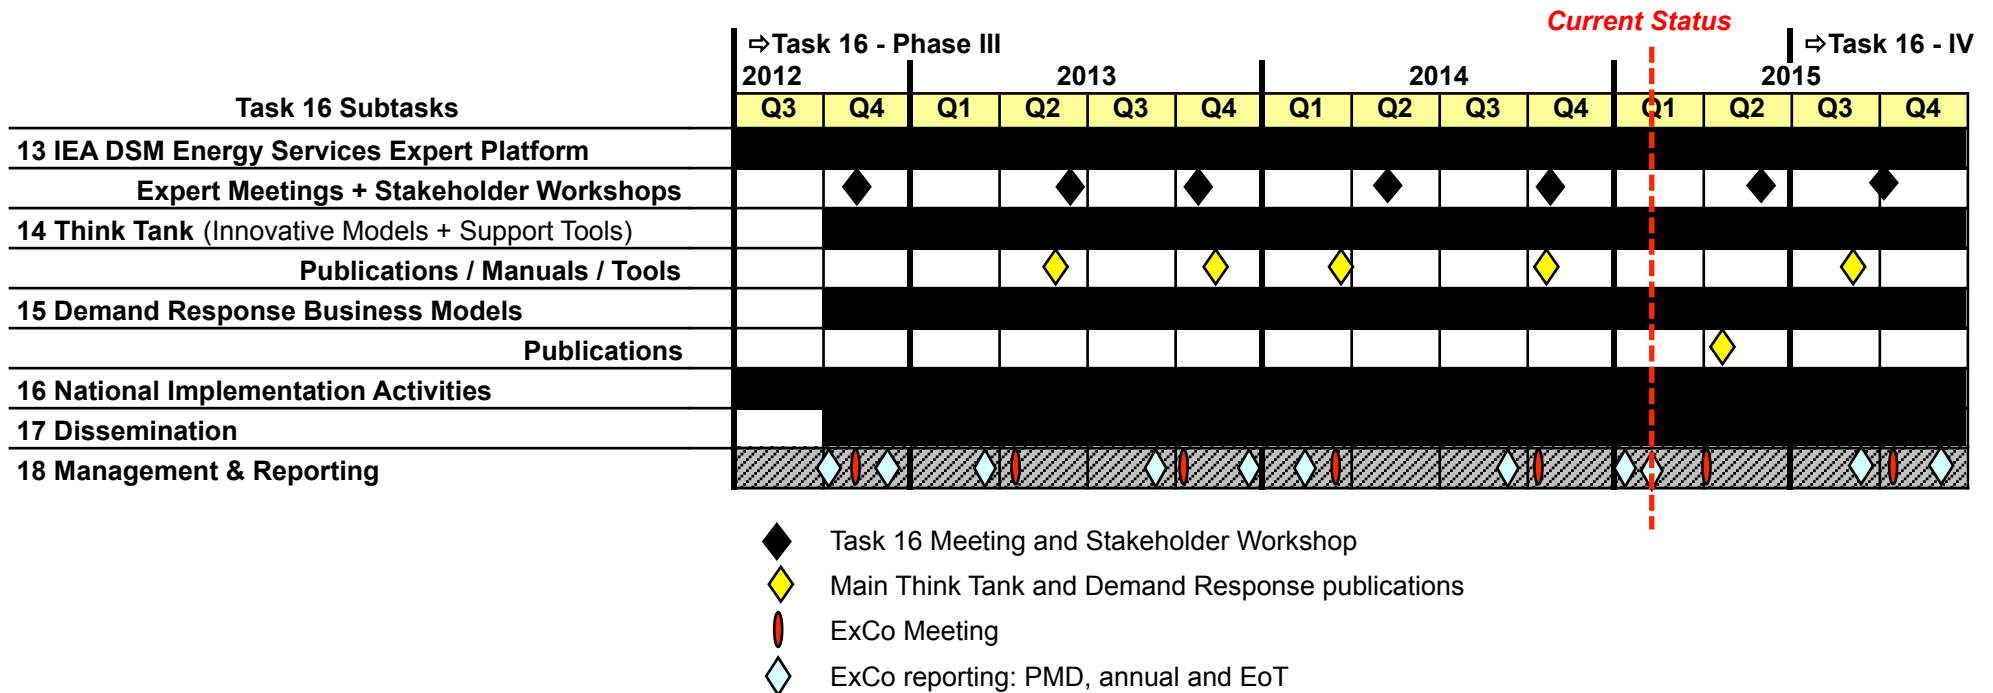 Current Status
⇨Task 16 - Phase III
⇨Task 16 - IV
2012 2013 2014 2015
Task 16 Subtasks Q3 Q4 Q1 Q2 Q3 Q4 Q1 Q2 Q3 Q4 Q1 Q2 Q3 Q4
13 IEA DSM Energy Services Expert Platform
Expert Meetings + Stakeholder Workshops
14 Think Tank (Innovative Models + Support Tools)
Publications / Manuals / Tools
15 Demand Response Business Models
Publications
16 National Implementation Activities
17 Dissemination
18 Management & Reporting
Task 16 Meeting and Stakeholder Workshop
Main Think Tank and Demand Response publications
ExCo Meeting
ExCo reporting: PMD, annual and EoT